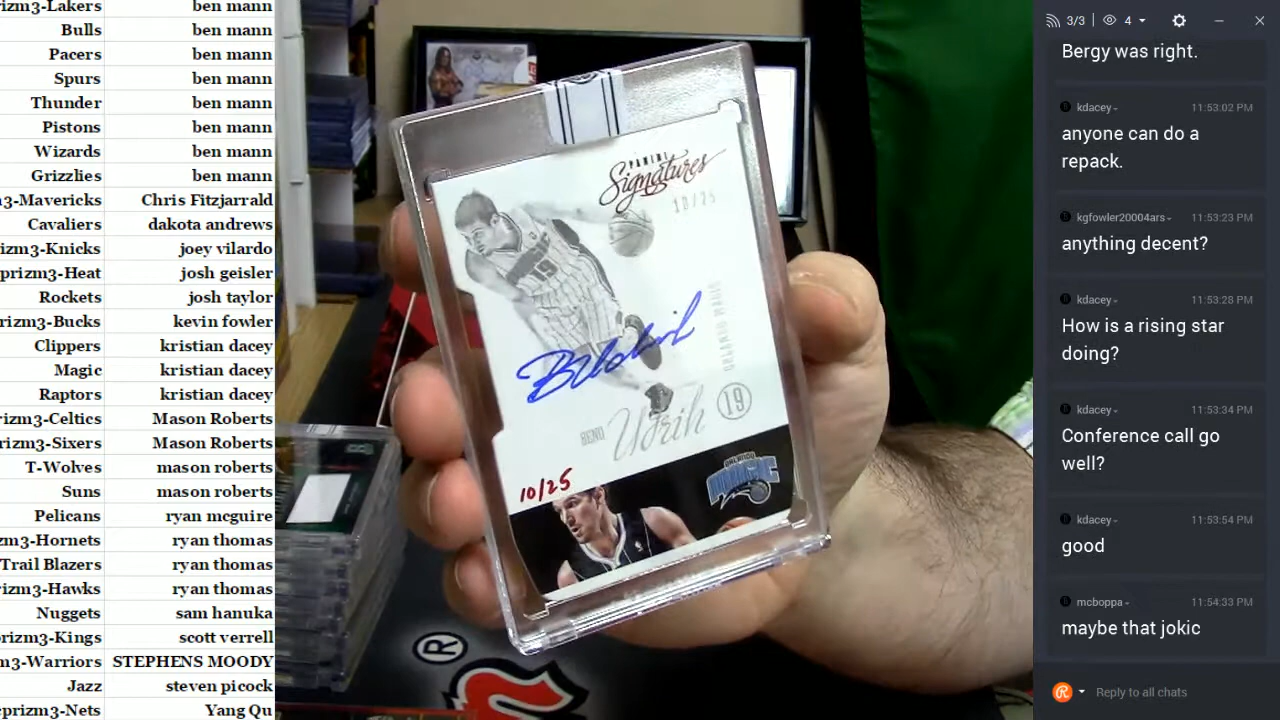 izm3-Lakers ben mann
Bulls ben mann
Pacers ben mann
Spurs ben mann
Thunder ben mann
Pistons ben mann
Wizards ben mann
Grizzlies ben mann
m3-Mavericks Chris Fitzjarrald
Cavaliers dakota andrews
izm3-Knicks joey vilardo
prizm3-Heat josh geisler
Rockets josh taylor
rizm3-Bucks kevin fowler
Clippers kristian dacey
Magic kristian dacey
Raptors kristian dacey
rizm3-Celtics Mason Roberts
rizm3-Sixers Mason Roberts
T-Wolves mason roberts
Suns mason roberts
Pelicans ryan mcguire
zm3-Hornets ryan thomas
Trail Blazers ryan thomas
rizm3-Hawks ryan thomas
Nuggets sam hanuka
rizm3-Kings scott verrell
m3-Warriors STEPHENS MOODY
Jazz steven picock
cprizm3-Nets Yang Qu
PANINI
Signatures
10/25
19
ORLANDO MAGIC
B Udrih
BENO Udrih 19
10/25
ORLANDO
MAGIC
®
3/3 4
Bergy was right.
kdacey 11:53:02 PM
anyone can do a
repack.
kgfowler20004ars 11:53:23 PM
anything decent?
kdacey 11:53:28 PM
How is a rising star
doing?
kdacey 11:53:34 PM
Conference call go
well?
kdacey 11:53:54 PM
good
mcboppa 11:54:33 PM
maybe that jokic
Reply to all chats